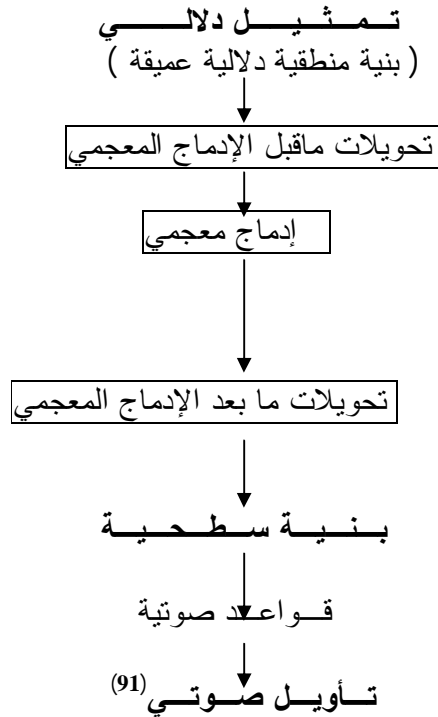 تمثيل دلالي
( بنية منطقية دلالية عميقة )
تحويلات ماقبل الإدماج المعجمي
إدماج معجمي
تحويلات ما بعد الإدماج المعجمي
بنية سطحية
قواعد صوتية
تأويل صوتي(91)